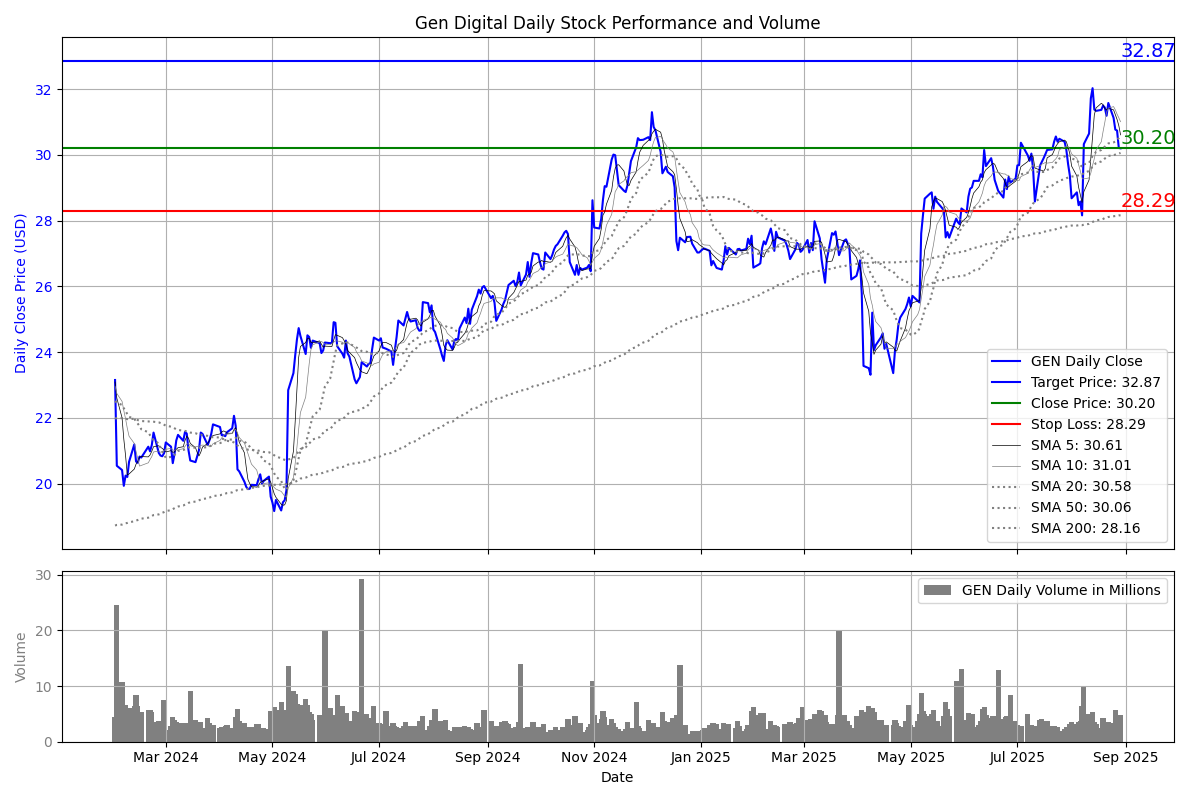 Gen Digital Daily Stock Performance and Volume
Daily Close Price (USD)
32
30
28
26
24
22
20
32.87
30.20
28.29
GEN Daily Close
Target Price: 32.87
Close Price: 30.20
Stop Loss: 28.29
SMA 5: 30.61
SMA 10: 31.01
SMA 20: 30.58
SMA 50: 30.06
SMA 200: 28.16
Volume
30
20
10
0
GEN Daily Volume in Millions
Mar 2024 May 2024 Jul 2024 Sep 2024 Nov 2024 Jan 2025 Mar 2025 May 2025 Jul 2025 Sep 2025
Date